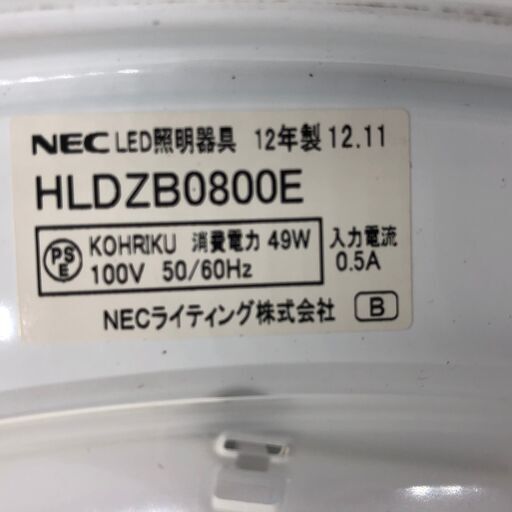 NEC LED照明器具 12年製 12.11
HLDZB0800E
PSE KOHRIKU 消費電力 49W 入力電流
100V 50/60Hz 0.5A
NECライティング株式会社 B